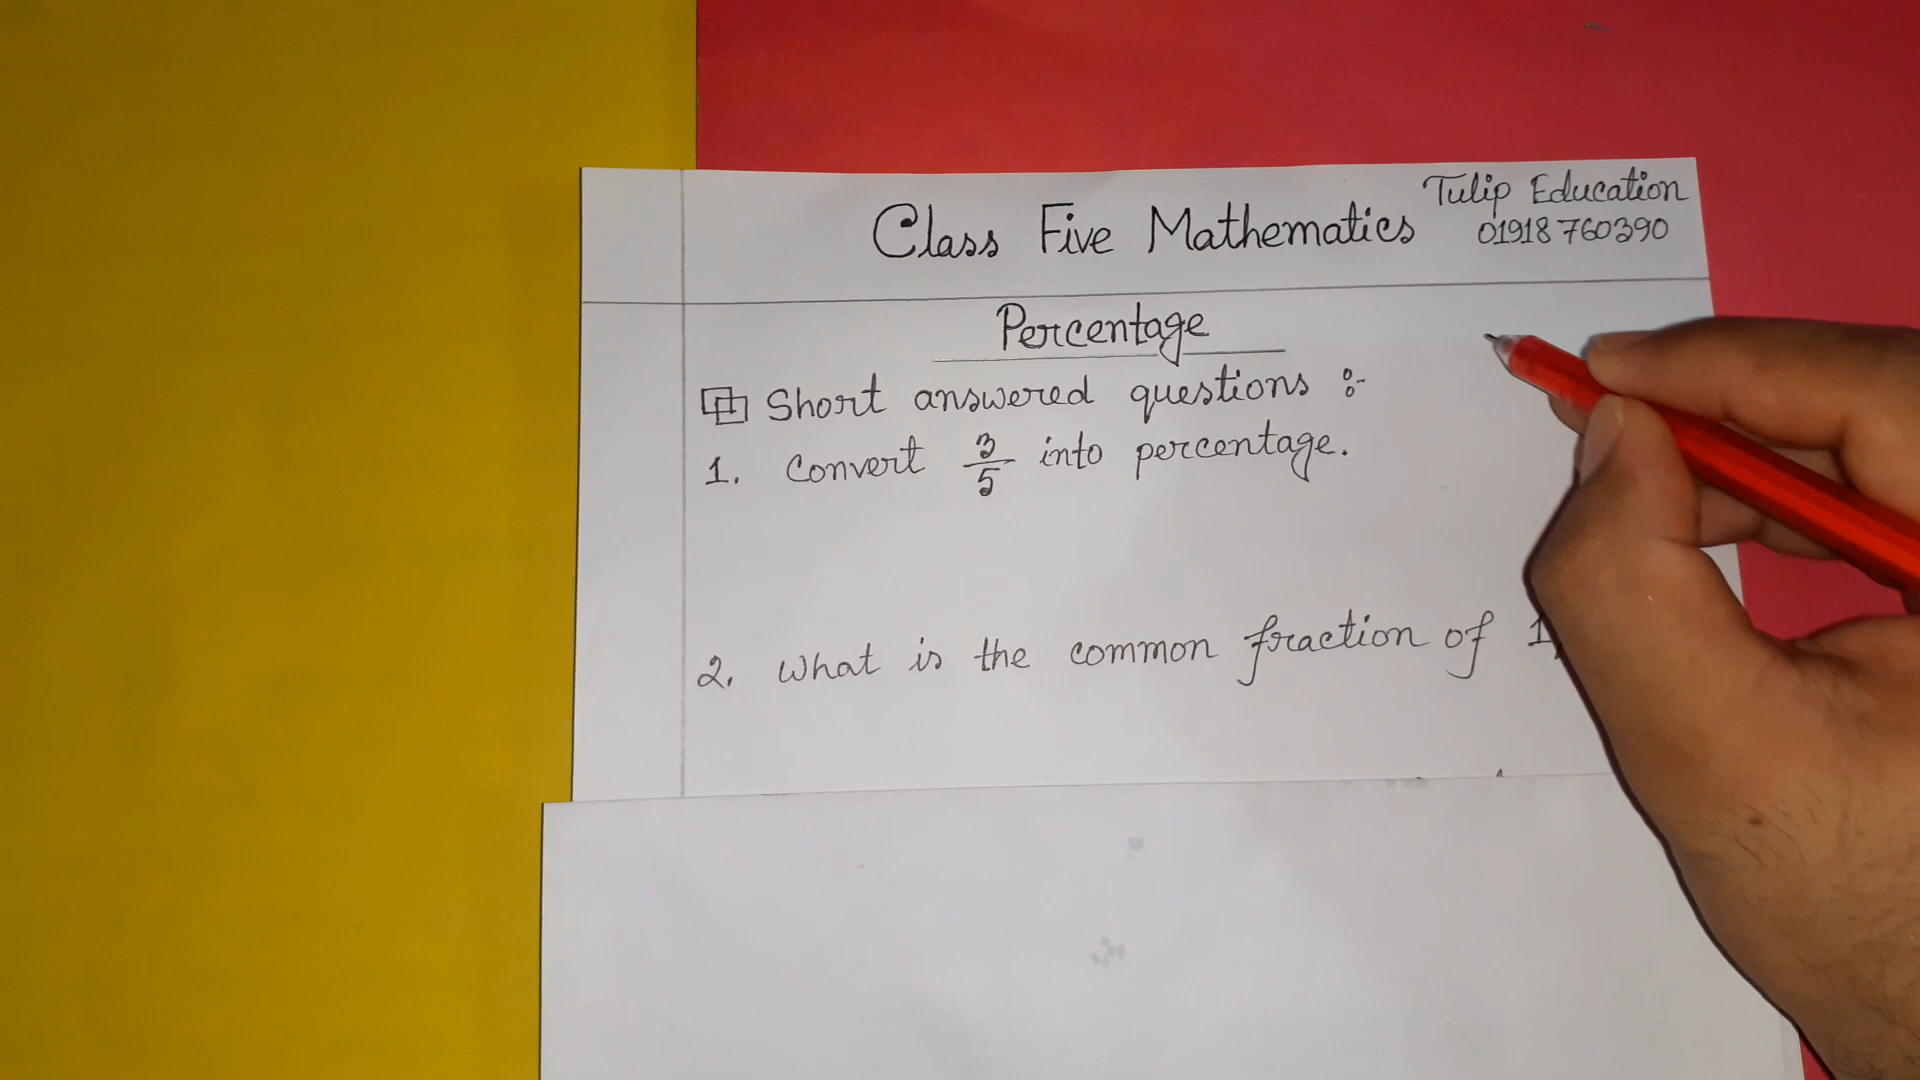 Class Five Mathematics
Tulip Education
01918 760390
Percentage
Short answered questions :-
1. Convert 3/5 into percentage.
2. What is the common fraction of